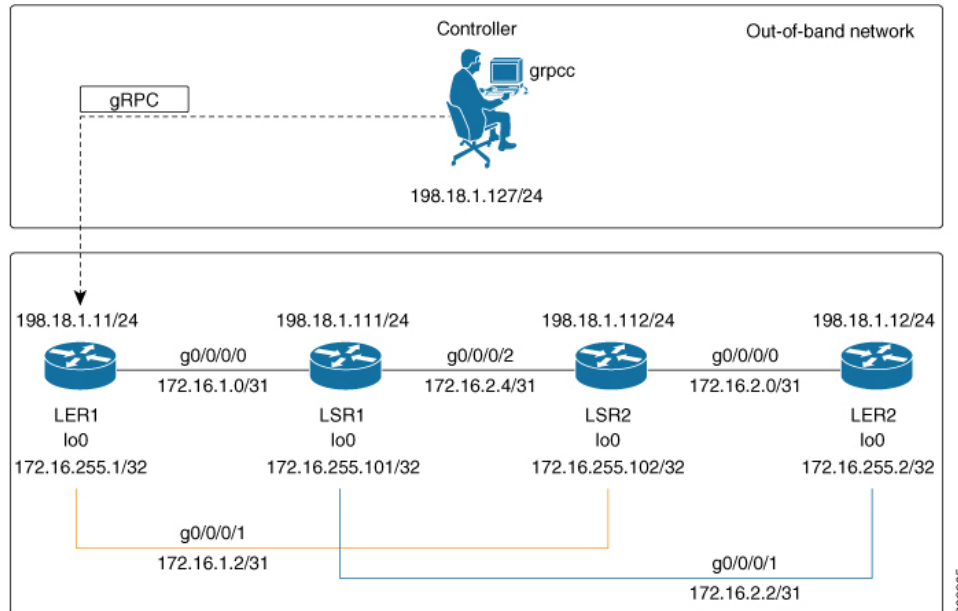 Controller
Out-of-band network
grpcc
gRPC
198.18.1.127/24
198.18.1.11/24
198.18.1.111/24
198.18.1.112/24
198.18.1.12/24
g0/0/0/0
g0/0/0/2
g0/0/0/0
172.16.1.0/31
172.16.2.4/31
172.16.2.0/31
LER1
LSR1
LSR2
LER2
lo0
lo0
lo0
lo0
172.16.255.1/32
172.16.255.101/32
172.16.255.102/32
172.16.255.2/32
g0/0/0/1
172.16.1.2/31
g0/0/0/1
172.16.2.2/31